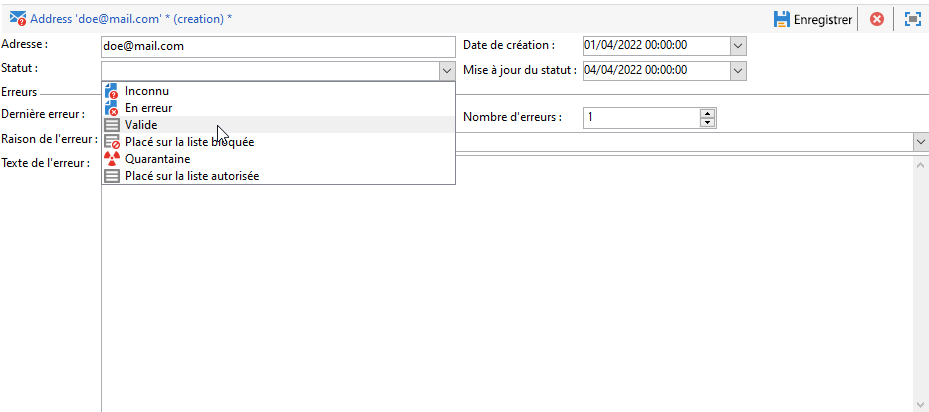 Address 'doe@mail.com' * (creation) *
Enregistrer
Adresse :
doe@mail.com
Date de création :
01/04/2022 00:00:00
Statut :
Mise à jour du statut :
04/04/2022 00:00:00
Inconnu
En erreur
Valide
Placé sur la liste bloquée
Quarantaine
Placé sur la liste autorisée
Erreurs
Dernière erreur :
Nombre d'erreurs :
1
Raison de l'erreur :
Texte de l'erreur :